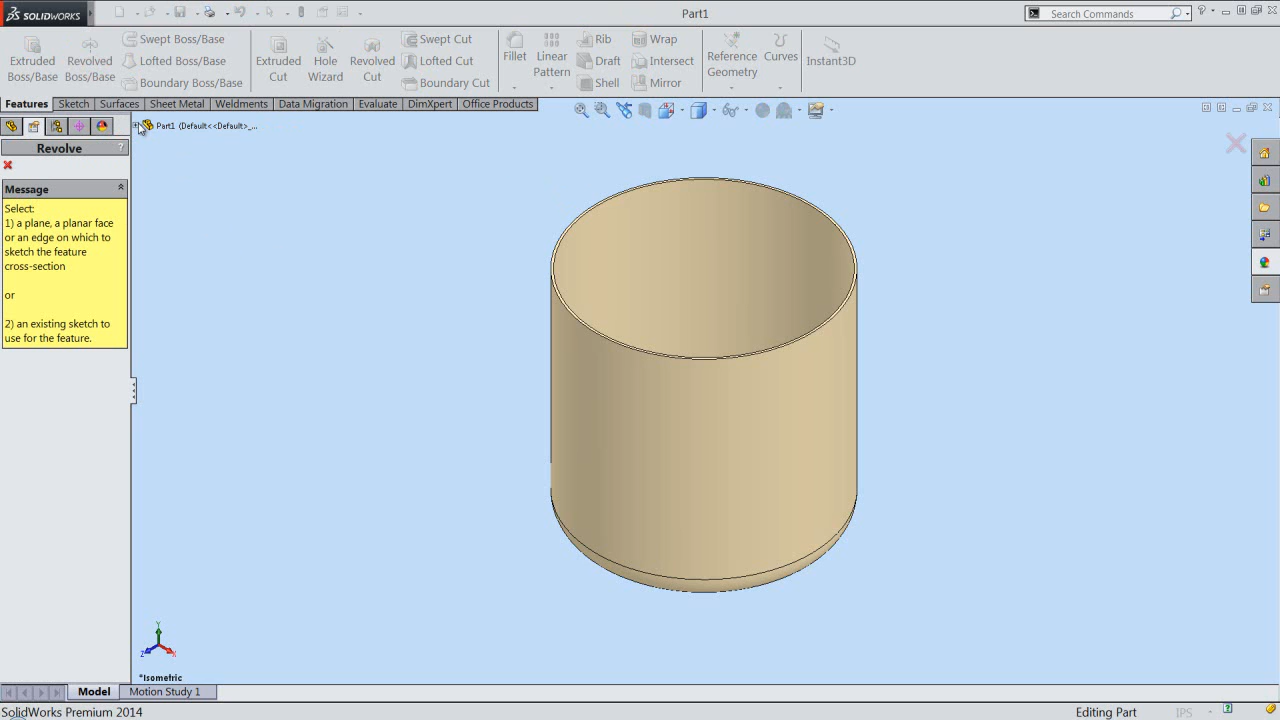 SOLIDWORKS
Part1
Search Commands
Extruded Boss/Base
Revolved Boss/Base
Swept Boss/Base
Lofted Boss/Base
Boundary Boss/Base
Extruded Cut
Hole Wizard
Revolved Cut
Swept Cut
Lofted Cut
Boundary Cut
Fillet
Linear Pattern
Rib
Draft
Shell
Wrap
Intersect
Mirror
Reference Geometry
Curves
Instant3D
Features
Sketch
Surfaces
Sheet Metal
Weldments
Data Migration
Evaluate
DimXpert
Office Products
Part1 (Default<<Default>_...
Revolve
?
Message
Select:
1) a plane, a planar face
or an edge on which to
sketch the feature
cross-section
or
2) an existing sketch to
use for the feature.
Y
Z
X
*Isometric
Model
Motion Study 1
SolidWorks Premium 2014
Editing Part
IPS